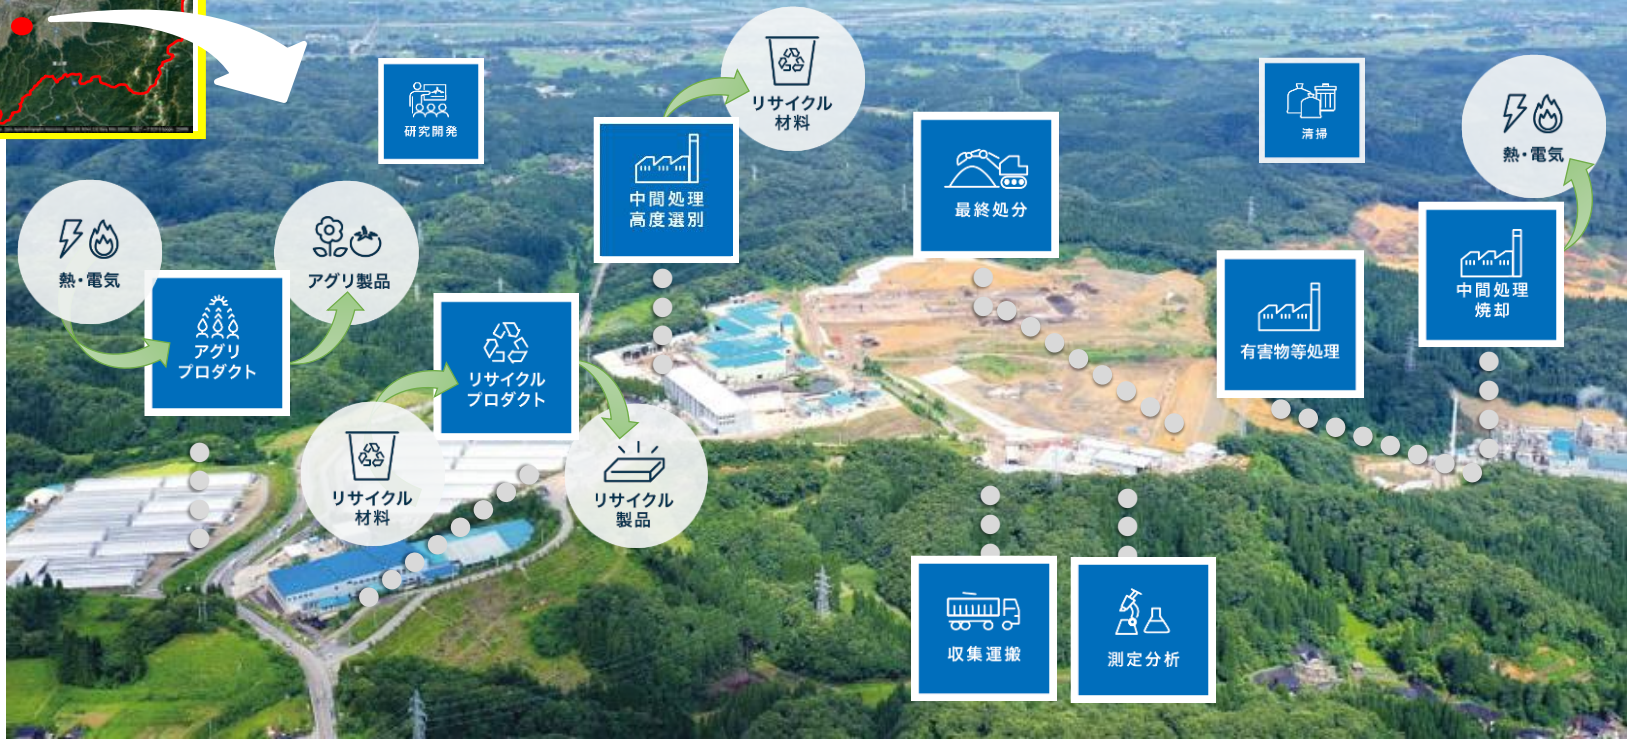 研究開発
リサイクル
材料
清掃
熱・電気
中間処理
高度選別
最終処分
熱・電気
アグリ製品
中間処理
焼却
有害物等処理
アグリ
プロダクト
リサイクル
プロダクト
リサイクル
材料
リサイクル
製品
収集運搬
測定分析